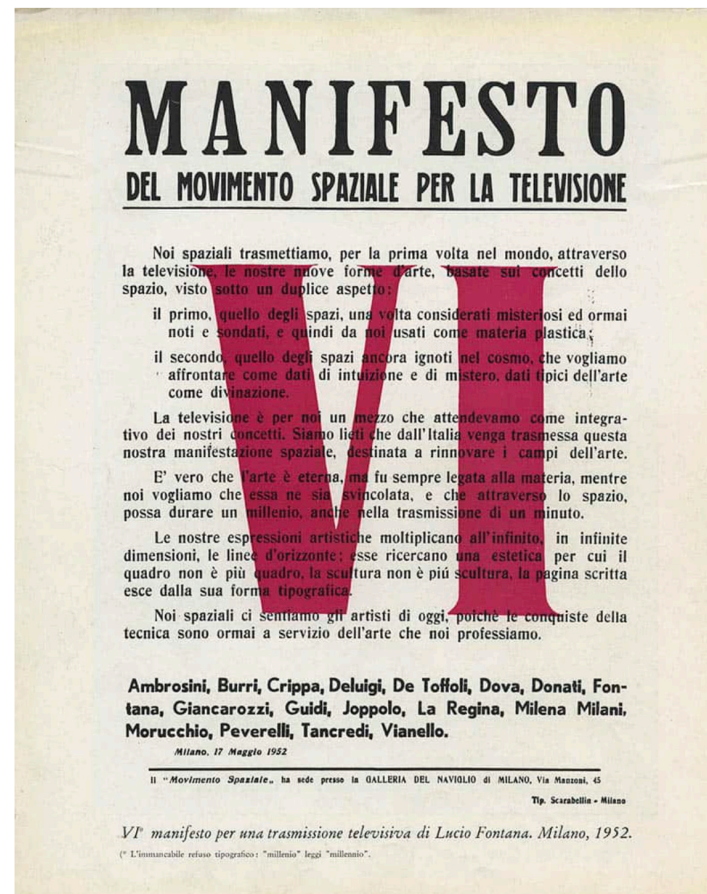 MANIFESTO
DEL MOVIMENTO SPAZIALE PER LA TELEVISIONE
Noi spaziali trasmettiamo, per la prima volta nel mondo, attraverso
la televisione, le nostre nuove forme d'arte, basate sui concetti dello
spazio, visto sotto un duplice aspetto:
il primo, quello degli spazi, una volta considerati misteriosi ed ormai
noti e sondati, e quindi da noi usati come materia plastica;
il secondo, quello degli spazi ancora ignoti nel cosmo, che vogliamo
affrontare come dati di intuizione e di mistero, dati tipici dell'arte
come divinazione.
La televisione è per noi un mezzo che attendevamo come integra-
tivo dei nostri concetti. Siamo lieti che dall'Italia venga trasmessa questa
nostra manifestazione spaziale, destinata a rinnovare i campi dell'arte.
E' vero che l'arte è eterna, ma fu sempre legata alla materia, mentre
noi vogliamo che essa ne sia svincolata, e che attraverso lo spazio,
possa durare un millenio, anche nella trasmissione di un minuto.
Le nostre espressioni artistiche moltiplicano all'infinito, in infinite
dimensioni, le linee d'orizzonte: esse ricercano una estetica per cui il
quadro non è più quadro, la scultura non è piú scultura, la pagina scritta
esce dalla sua forma tipografica.
Noi spaziali ci sentiamo gli artisti di oggi, poichè le conquiste della
tecnica sono ormai a servizio dell'arte che noi professiamo.
VI
Ambrosini, Burri, Crippa, Deluigi, De Toffoli, Dova, Donati, Fon-
tana, Giancarozzi, Guidi, Joppolo, La Regina, Milena Milani,
Morucchio, Peverelli, Tancredi, Vianello.
Milano, 17 Maggio 1952
Il "Movimento Spaziale„ ha sede presso la GALLERIA DEL NAVIGLIO di MILANO, Via Manzoni, 45
Tip. Scarabellin - Milano
VI° manifesto per una trasmissione televisiva di Lucio Fontana. Milano, 1952.
(* L'immancabile refuso tipografico: "millenio" leggi "millennio".